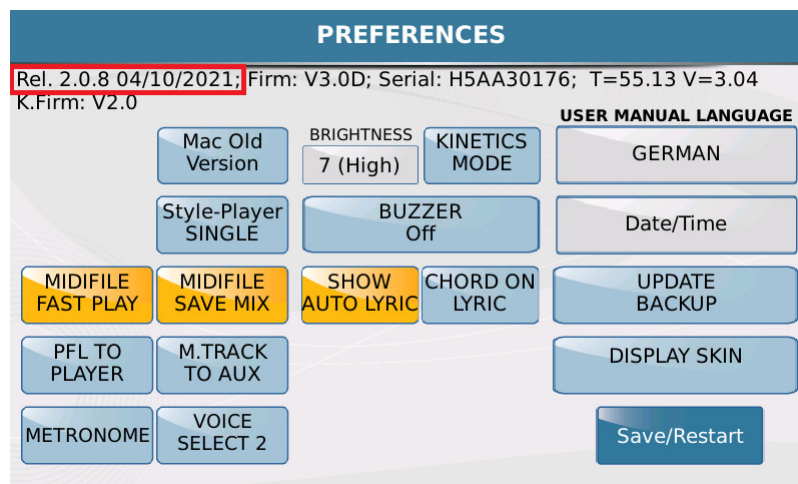 PREFERENCES
Rel. 2.0.8 04/10/2021; Firm: V3.0D; Serial: H5AA30176; T=55.13 V=3.04
K.Firm: V2.0
USER MANUAL LANGUAGE
Mac Old
Version
BRIGHTNESS
7 (High)
KINETICS
MODE
GERMAN
Style-Player
SINGLE
BUZZER
Off
Date/Time
MIDIFILE
FAST PLAY
MIDIFILE
SAVE MIX
SHOW
AUTO LYRIC
CHORD ON
LYRIC
UPDATE
BACKUP
PFL TO
PLAYER
M.TRACK
TO AUX
DISPLAY SKIN
METRONOME
VOICE
SELECT 2
Save/Restart